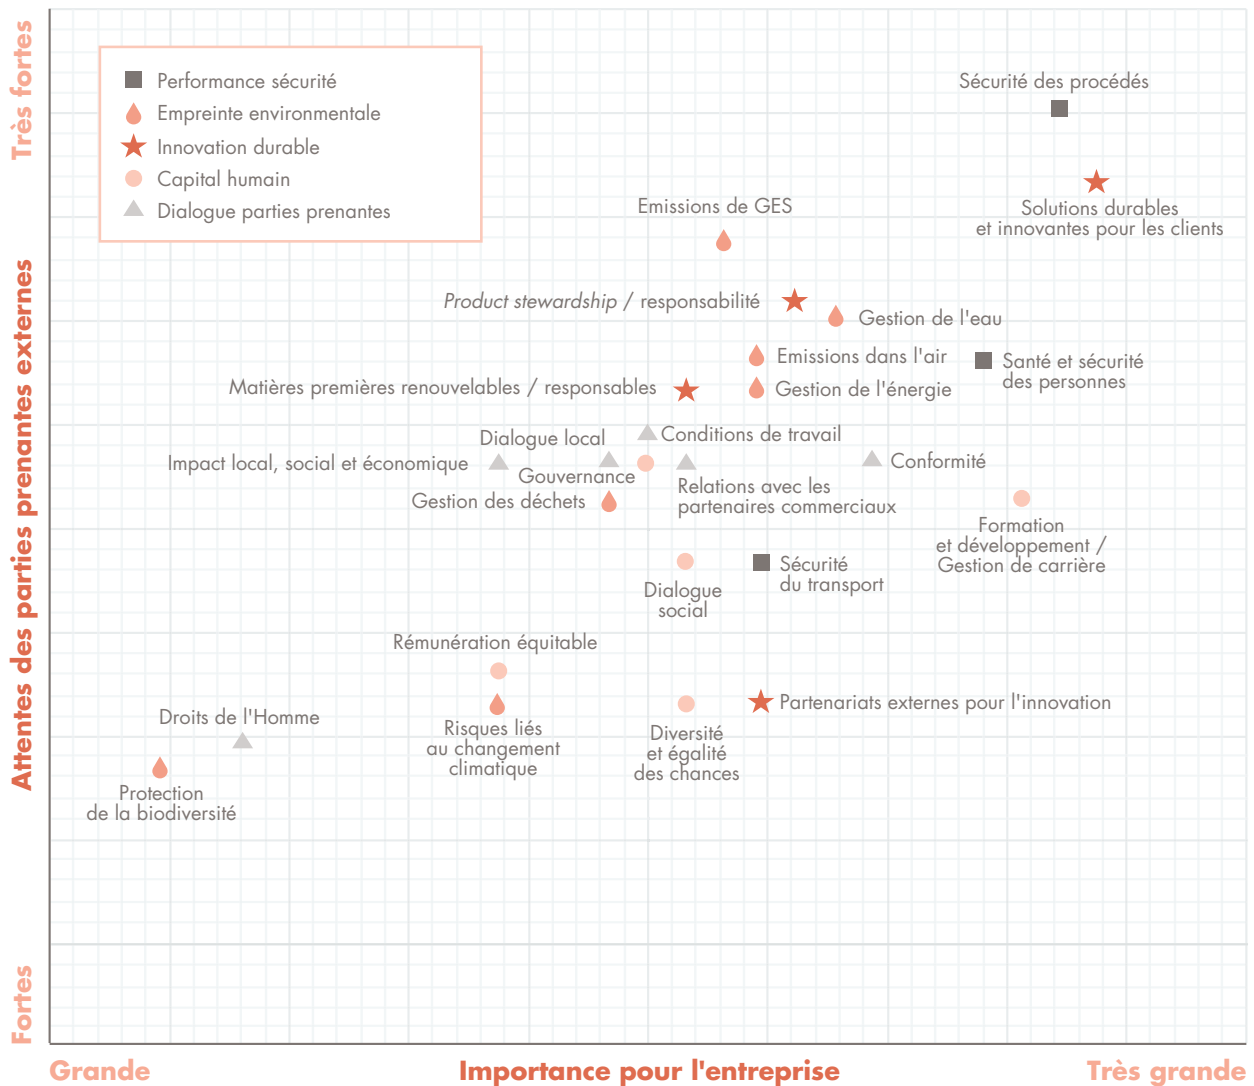 Très fortes
Attentes des parties prenantes externes
Fortes
Performance sécurité
Empreinte environmentale
Innovation durable
Capital humain
Dialogue parties prenantes
Sécurité des procédés
Solutions durables
et innovantes pour les clients
Emissions de GES
Product stewardship / responsabilité
Gestion de l'eau
Emissions dans l'air
Santé et sécurité
des personnes
Matières premières renouvelables / responsables
Gestion de l'énergie
Dialogue local
Conditions de travail
Impact local, social et économique
Gouvernance
Conformité
Gestion des déchets
Relations avec les
partenaires commerciaux
Formation
et développement /
Gestion de carrière
Sécurité
du transport
Dialogue
social
Rémunération équitable
Partenariats externes pour l'innovation
Droits de l'Homme
Risques liés
au changement
climatique
Diversité
et égalité
des chances
Protection
de la biodiversité
Grande
Importance pour l'entreprise
Très grande